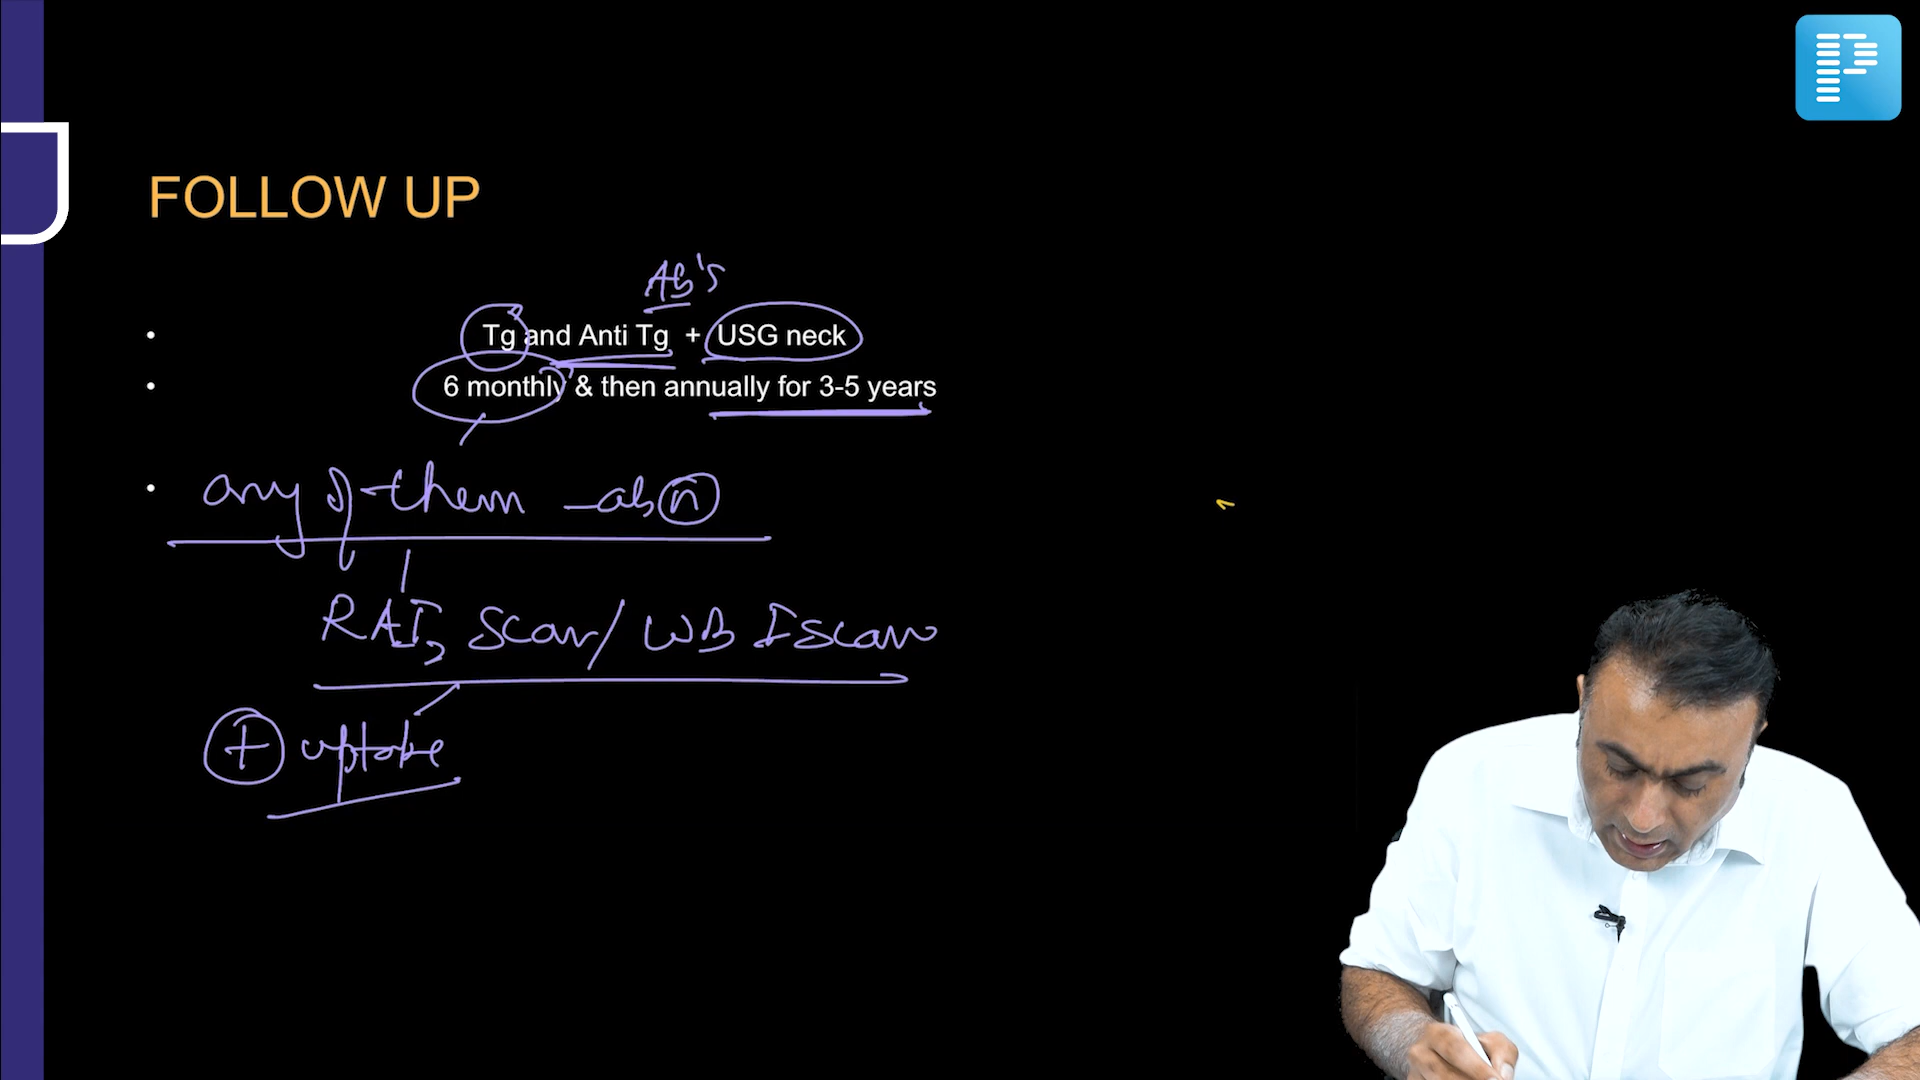 FOLLOW UP
Ab's
Tg and Anti Tg + USG neck
6 monthly & then annually for 3-5 years
any of them - abn
RAI, Scan / WB I scan
+ uptake